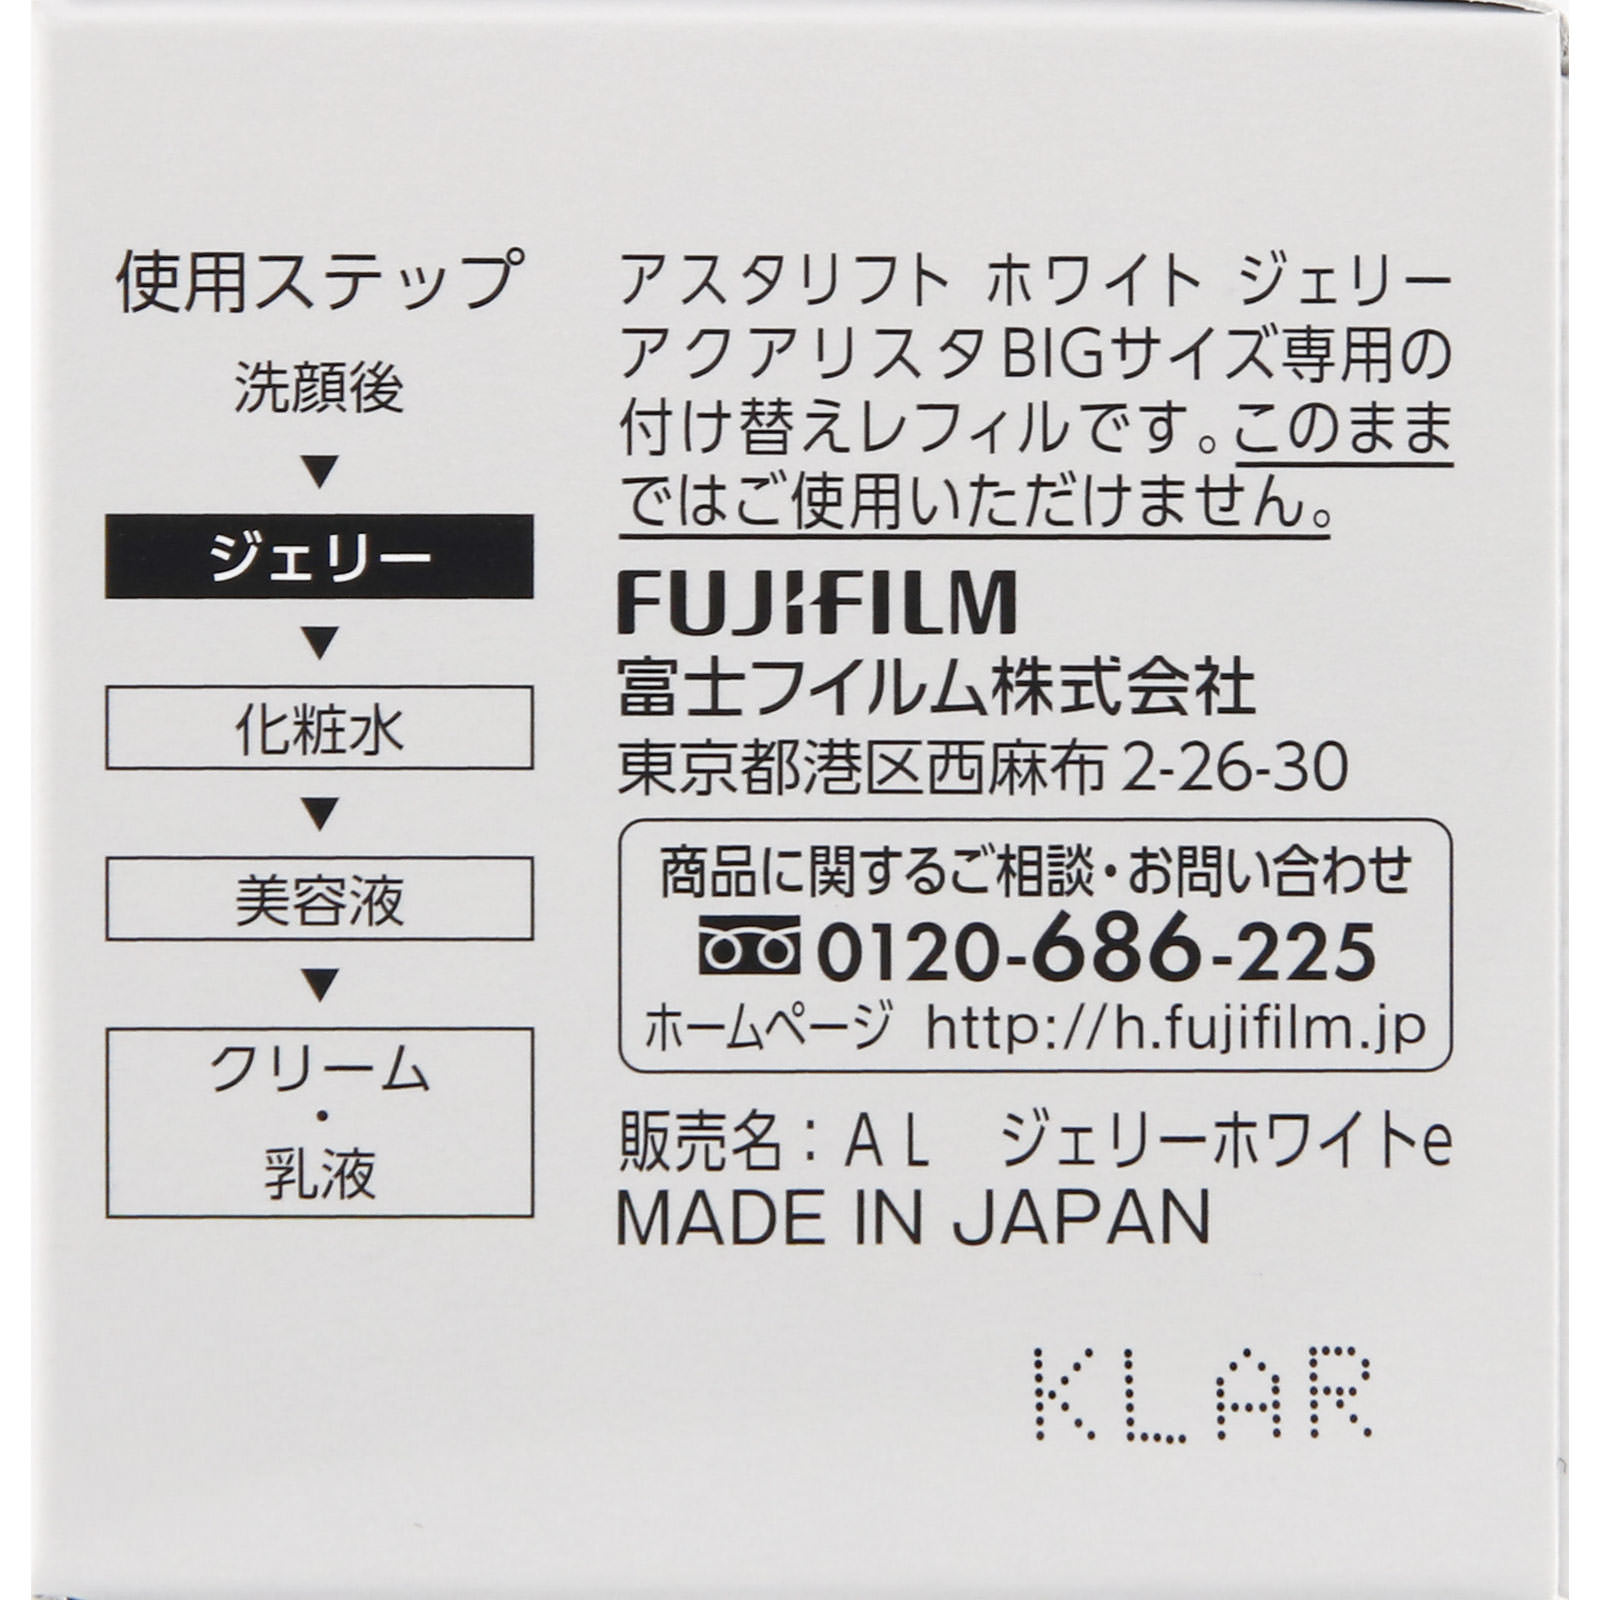 使用ステップ
洗顔後
▼
ジェリー
▼
化粧水
▼
美容液
▼
クリーム
・
乳液
アスタリフト ホワイト ジェリー
アクアリスタBIGサイズ専用の
付け替えレフィルです。このまま
ではご使用いただけません。
FUJIFILM
富士フイルム株式会社
東京都港区西麻布2-26-30
商品に関するご相談・お問い合わせ
0120-686-225
ホームページ http://h.fujifilm.jp
販売名：ＡＬ　ジェリーホワイトe
MADE IN JAPAN
KLAR